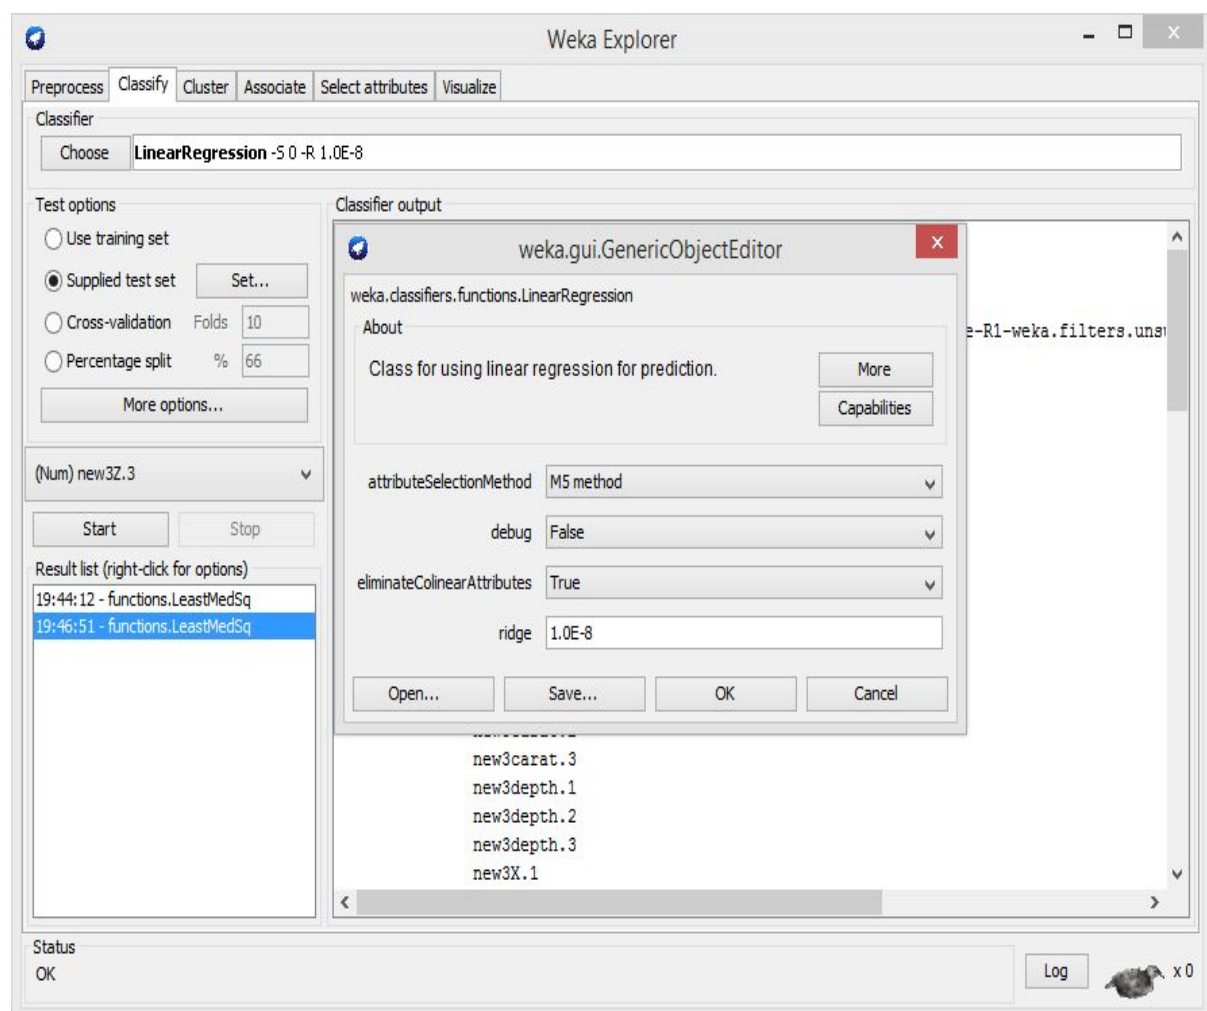 Weka Explorer
Preprocess Classify Cluster Associate Select attributes Visualize
Classifier
Choose LinearRegression -S 0 -R 1.0E-8
Test options
Use training set
Supplied test set Set...
Cross-validation Folds 10
Percentage split % 66
More options...
(Num) new3Z.3
Start Stop
Result list (right-click for options)
19:44:12 - functions.LeastMedSq
19:46:51 - functions.LeastMedSq
Classifier output
e-R1-weka.filters.unsu
weka.gui.GenericObjectEditor
x
weka.classifiers.functions.LinearRegression
About
Class for using linear regression for prediction.
More
Capabilities
attributeSelectionMethod M5 method
debug False
eliminateColinearAttributes True
ridge 1.0E-8
Open... Save... OK Cancel
new3carat.3
new3depth.1
new3depth.2
new3depth.3
new3X.1
Status
OK
Log x 0